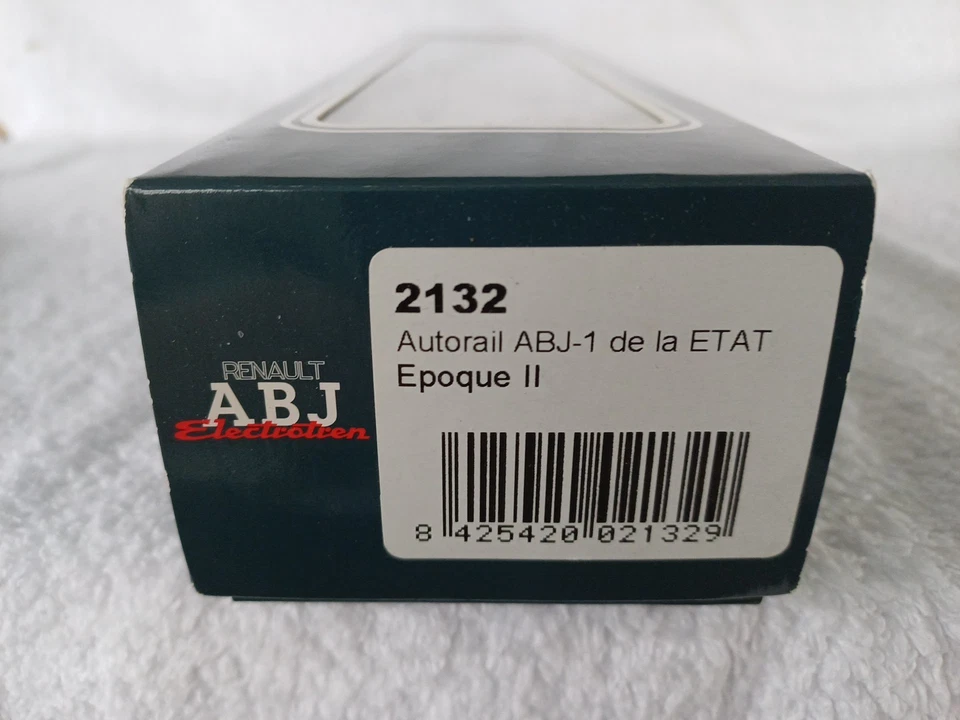 RENAULT
ABJ
Electrotren
2132
Autorail ABJ-1 de la ETAT
Epoque II
8 425420 021329